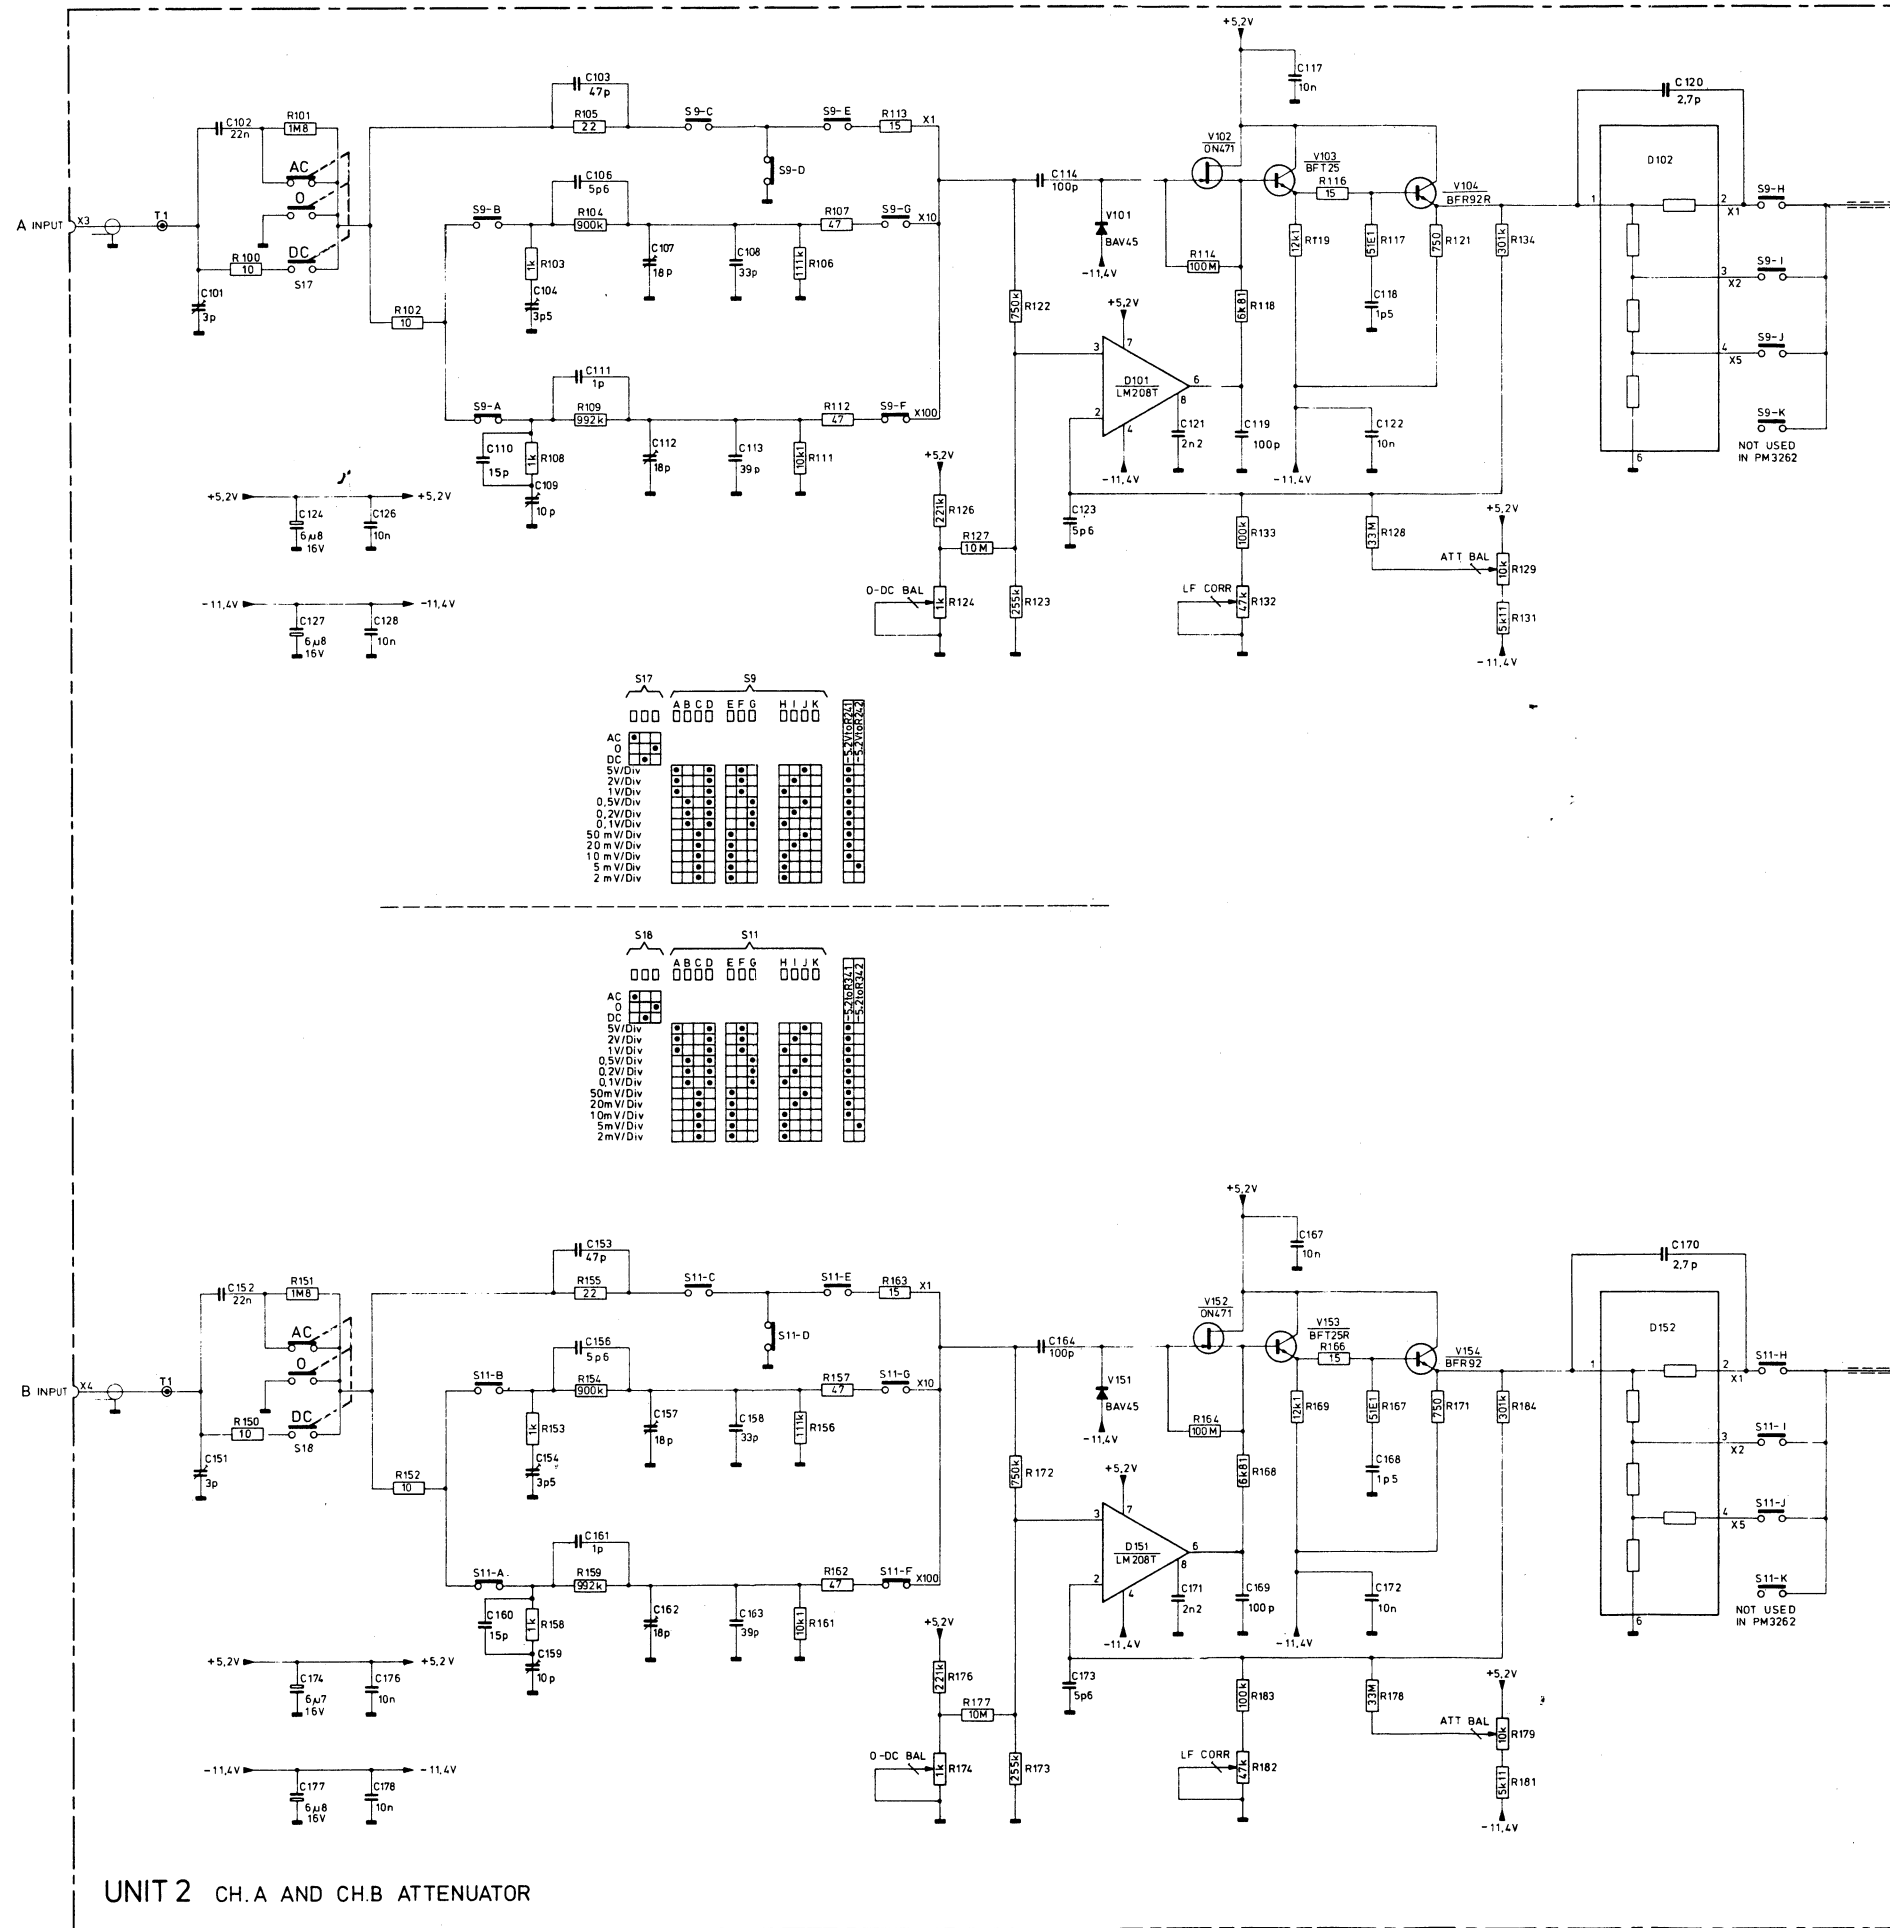 +5,2V
C117
10n
C103
47p
C120
2,7p
C102
22n
R101
1M8
R105
22
S9-C
S9-E
R113
15
X1
V102
ON471
V103
BFT25
D102
AC
C106
5p6
S9-D
C114
100p
R116
15
V104
BFR92R
S9-H
0
S9-B
R104
900k
R107
47
S9-G
X10
V101
BAV45
1
2
X1
A INPUT
X3
T1
DC
R100
10
S17
1k
R103
C107
18p
C108
33p
111k
R106
R114
100M
12k1
R119
51E1
R117
750
R121
301k
R134
S9-I
3
X2
-11,4V
C101
3p
C104
3p5
R102
10
750k
R122
+5,2V
6k81
R118
C118
1p5
S9-J
4
X5
3
7
D101
LM208T
6
C111
1p
S9-A
R109
992k
R112
47
S9-F
X100
2
8
4
C121
2n2
C119
100p
C122
10n
S9-K
NOT USED
IN PM3262
6
C110
15p
1k
R108
C112
18p
C113
39p
10k1
R111
+5,2V
-11,4V
-11,4V
C109
10p
+5,2V
+5,2V
C124
6µ8
16V
C126
10n
221k
R126
R127
10M
C123
5p6
100k
R133
33M
R128
+5,2V
ATT BAL
10k
R129
-11,4V
-11,4V
C127
6µ8
16V
C128
10n
0-DC BAL
1k
R124
255k
R123
LF CORR
47k
R132
5k11
R131
-11,4V
S17
S9
A B C D E F G H I J K
-5,2VtoR241
-5,2VtoR242
AC
0
DC
5V/Div
2V/Div
1V/Div
0,5V/Div
0,2V/Div
0,1V/Div
50 mV/Div
20 mV/Div
10 mV/Div
5 mV/Div
2 mV/Div
S18
S11
A B C D E F G H I J K
-5,2toR341
-5,2toR342
AC
0
DC
5V/Div
2V/Div
1V/Div
0,5V/Div
0,2V/Div
0,1V/Div
50mV/Div
20mV/Div
10mV/Div
5mV/Div
2mV/Div
+5,2V
C167
10n
C153
47p
C170
2,7p
C152
22n
R151
1M8
R155
22
S11-C
S11-E
R163
15
X1
V152
ON471
V153
BFT25R
D152
AC
C156
5p6
S11-D
C164
100p
R166
15
V154
BFR92
S11-H
0
S11-B
R154
900k
R157
47
S11-G
X10
V151
BAV45
1
2
X1
B INPUT
X4
T1
DC
R150
10
S18
1k
R153
C157
18p
C158
33p
111k
R156
R164
100M
12k1
R169
51E1
R167
750
R171
301k
R184
S11-I
3
X2
-11,4V
C151
3p
C154
3p5
R152
10
750k
R172
+5,2V
6k81
R168
C168
1p5
S11-J
4
X5
3
7
D151
LM208T
6
C161
1p
S11-A
R159
992k
R162
47
S11-F
X100
2
8
4
C171
2n2
C169
100p
C172
10n
S11-K
NOT USED
IN PM3262
6
C160
15p
1k
R158
C162
18p
C163
39p
10k1
R161
+5,2V
-11,4V
-11,4V
C159
10p
+5,2V
+5,2V
C174
6µ7
16V
C176
10n
221k
R176
R177
10M
C173
5p6
100k
R183
33M
R178
+5,2V
ATT BAL
10k
R179
-11,4V
-11,4V
C177
6µ8
16V
C178
10n
0-DC BAL
1k
R174
255k
R173
LF CORR
47k
R182
5k11
R181
-11,4V
UNIT 2 CH.A AND CH.B ATTENUATOR